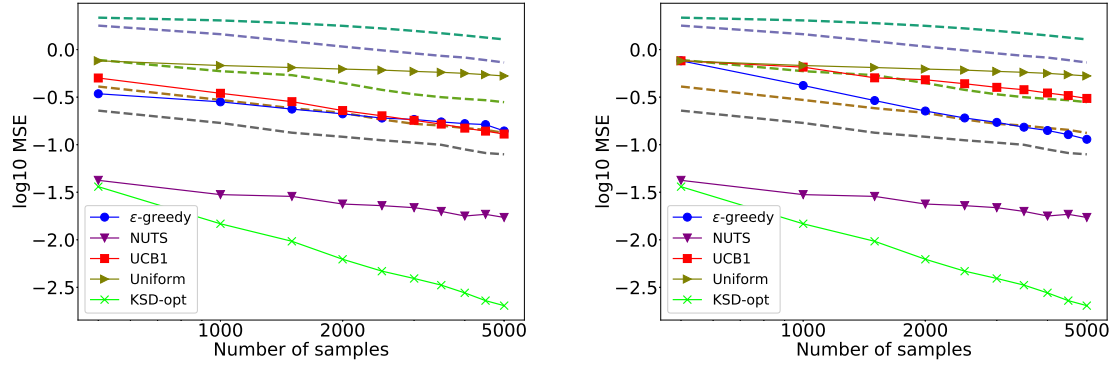 0.0
−0.5
−1.0
−1.5
−2.0
−2.5
log10 MSE
ε-greedy
NUTS
UCB1
Uniform
KSD-opt
1000
2000
5000
Number of samples
0.0
−0.5
−1.0
−1.5
−2.0
−2.5
log10 MSE
ε-greedy
NUTS
UCB1
Uniform
KSD-opt
1000
2000
5000
Number of samples